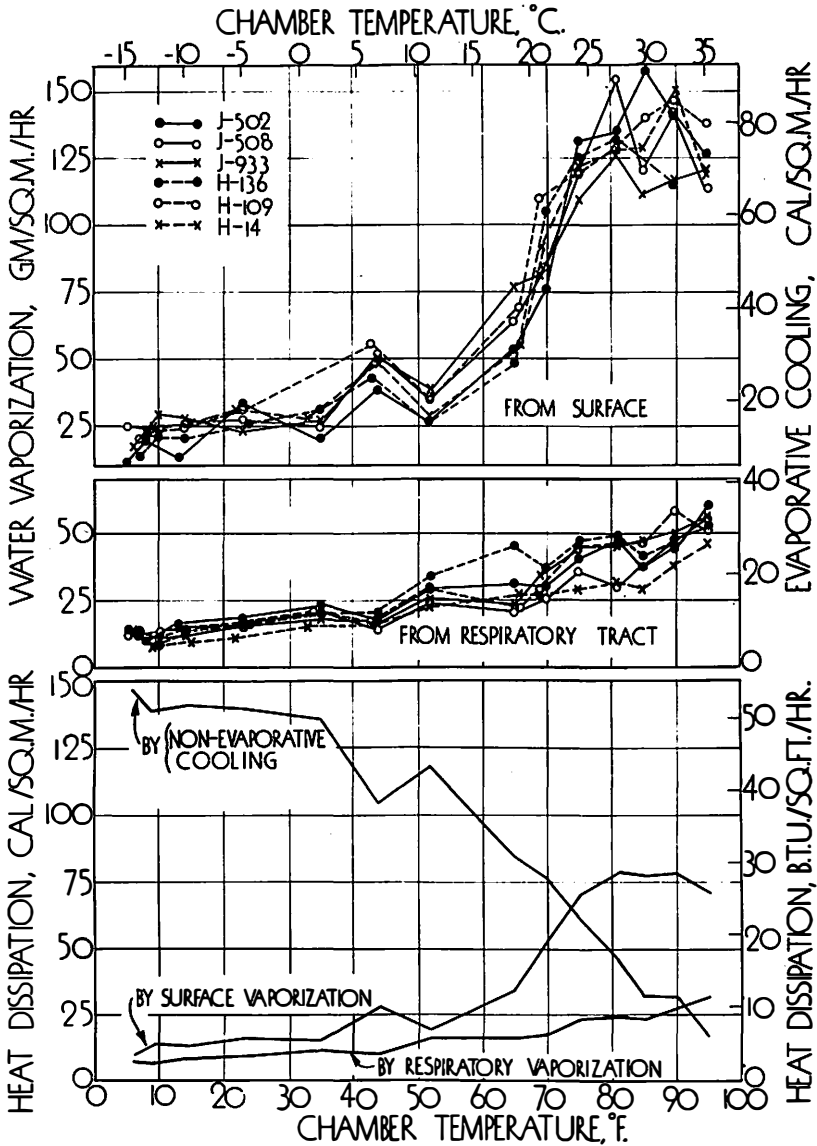 CHAMBER TEMPERATURE, °C.
-15 -10 -5 0 5 10 15 20 25 30 35
WATER VAPORIZATION, GM/SQ.M./HR
150
125
100
75
50
25
J-502
J-508
J-933
H-136
H-109
H-14
FROM SURFACE
EVAPORATIVE COOLING, CAL/SQ.M./HR
80
60
40
20
50
25
0
FROM RESPIRATORY TRACT
40
20
0
HEAT DISSIPATION, CAL/SQ.M./HR
150
125
100
75
50
25
0
BY (NON-EVAPORATIVE
COOLING
BY SURFACE VAPORIZATION
BY RESPIRATORY VAPORIZATION
HEAT DISSIPATION, B.T.U./SQ.FT./HR.
50
40
30
20
10
0
0 10 20 30 40 50 60 70 80 90 100
CHAMBER TEMPERATURE, °F.